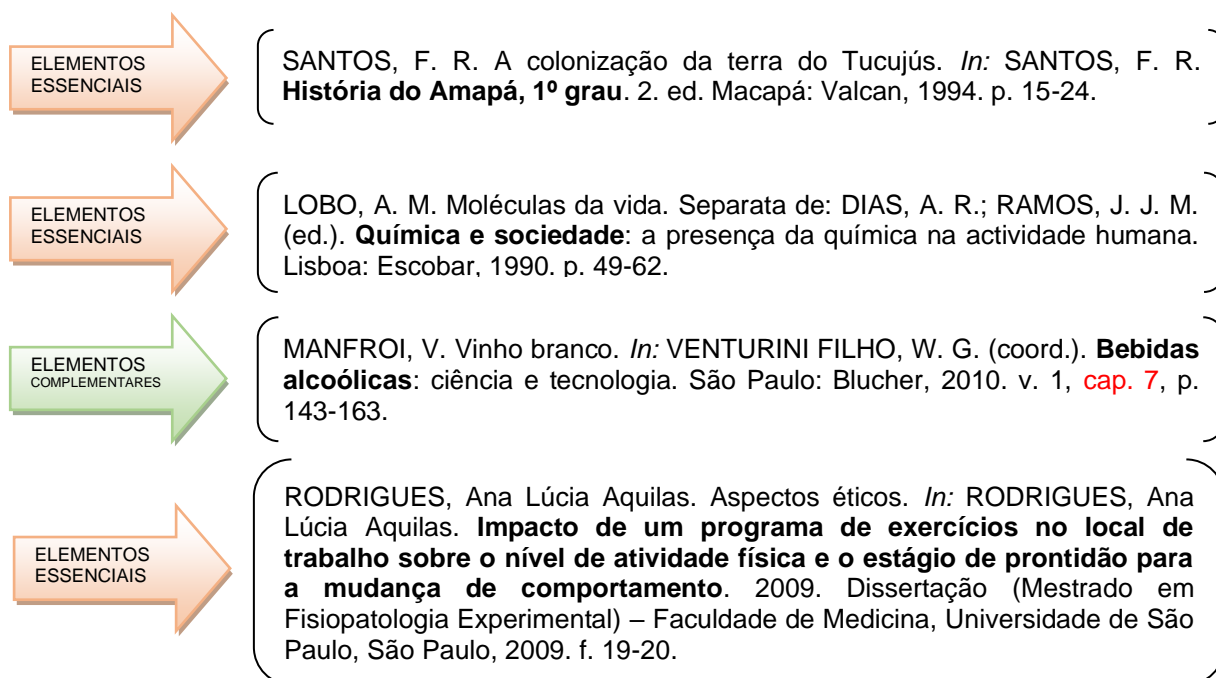 ELEMENTOS
ESSENCIAIS
SANTOS, F. R. A colonização da terra do Tucujús. In: SANTOS, F. R.
História do Amapá, 1º grau. 2. ed. Macapá: Valcan, 1994. p. 15-24.
ELEMENTOS
ESSENCIAIS
LOBO, A. M. Moléculas da vida. Separata de: DIAS, A. R.; RAMOS, J. J. M.
(ed.). Química e sociedade: a presença da química na actividade humana.
Lisboa: Escobar, 1990. p. 49-62.
ELEMENTOS
COMPLEMENTARES
MANFROI, V. Vinho branco. In: VENTURINI FILHO, W. G. (coord.). Bebidas
alcoólicas: ciência e tecnologia. São Paulo: Blucher, 2010. v. 1, cap. 7, p.
143-163.
ELEMENTOS
ESSENCIAIS
RODRIGUES, Ana Lúcia Aquilas. Aspectos éticos. In: RODRIGUES, Ana
Lúcia Aquilas. Impacto de um programa de exercícios no local de
trabalho sobre o nível de atividade física e o estágio de prontidão para
a mudança de comportamento. 2009. Dissertação (Mestrado em
Fisiopatologia Experimental) – Faculdade de Medicina, Universidade de São
Paulo, São Paulo, 2009. f. 19-20.